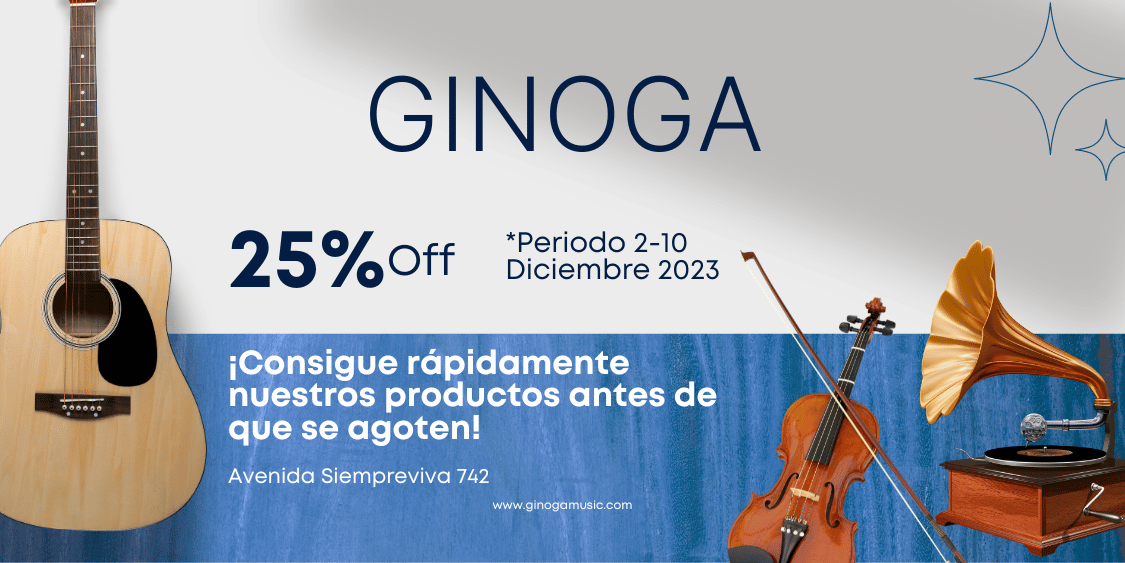 GINOGA
25% Off
*Periodo 2-10
Diciembre 2023
¡Consigue rápidamente
nuestros productos antes de
que se agoten!
Avenida Siempreviva 742
www.ginogamusic.com